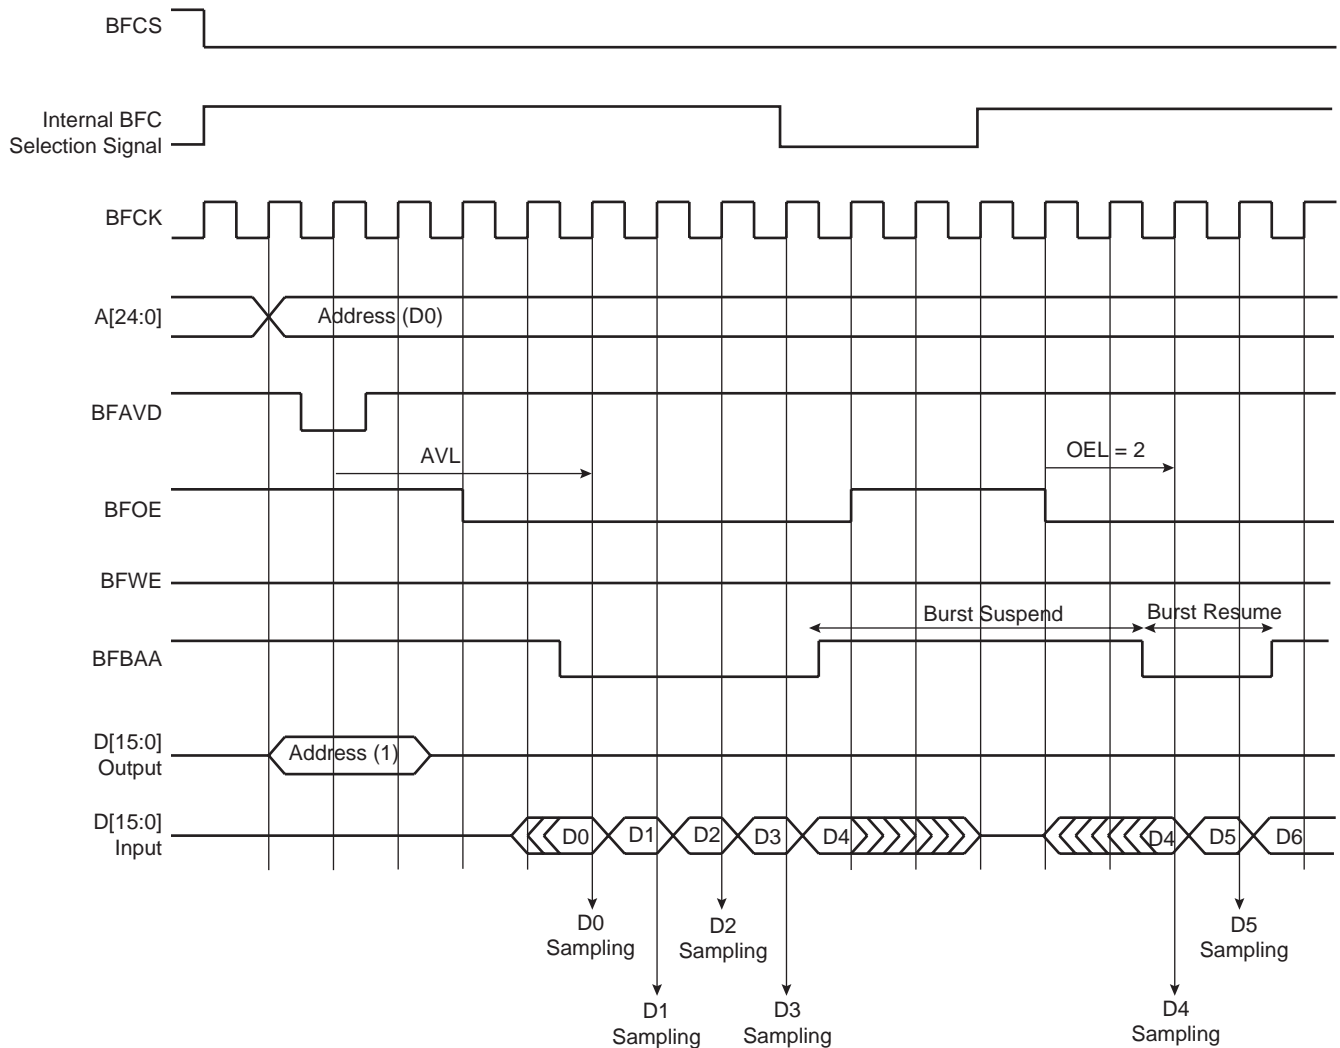 BFCS
Internal BFC
Selection Signal
BFCK
A[24:0]
Address (D0)
BFAVD
AVL
OEL = 2
BFOE
BFWE
Burst Suspend
Burst Resume
BFBAA
D[15:0]
Output
Address (1)
D[15:0]
Input
D0
D1
D2
D3
D4
D4
D5
D6
D0
Sampling
D2
Sampling
D5
Sampling
D1
Sampling
D3
Sampling
D4
Sampling